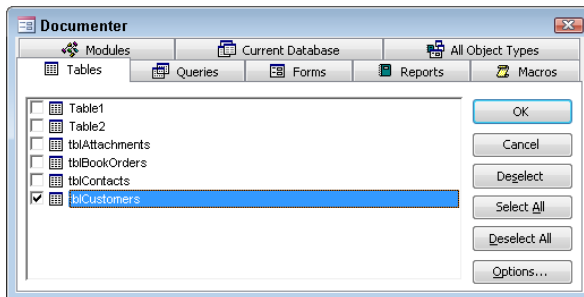 Documenter
Modules Current Database All Object Types
Tables Queries Forms Reports Macros
Table1
Table2
tblAttachments
tblBookOrders
tblContacts
tblCustomers
OK
Cancel
Deselect
Select All
Deselect All
Options...